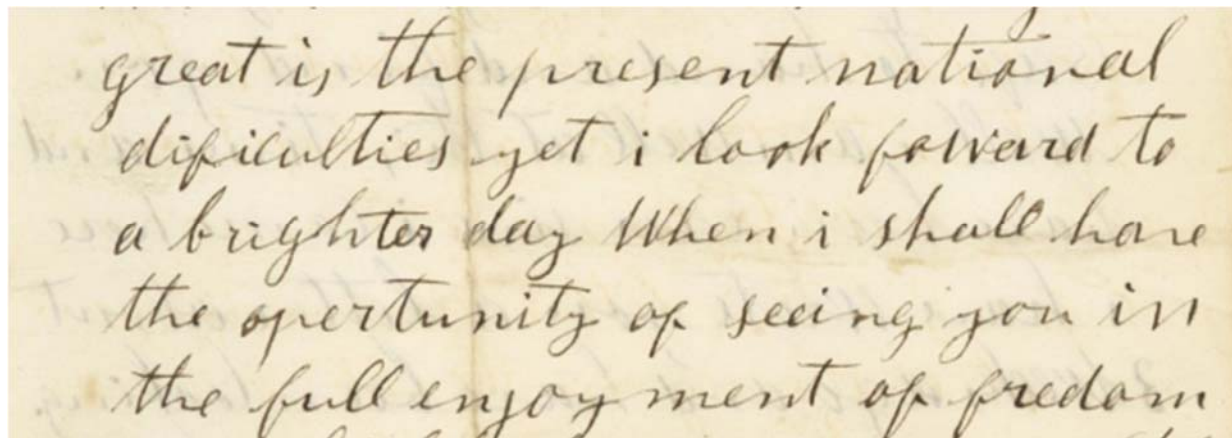 great is the present national
dificulties yet i look forward to
a brighter day When i shall have
the opertunity of seeing you in
the full enjoyment of fredom